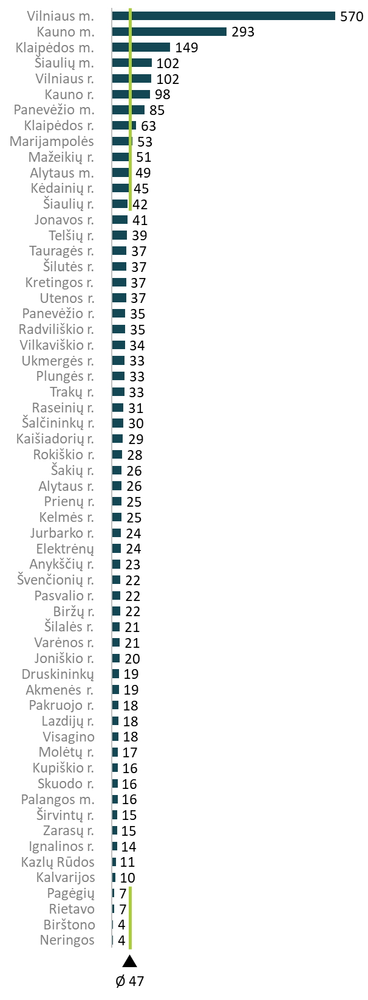 Vilniaus m. 570
Kauno m. 293
Klaipėdos m. 149
Šiaulių m. 102
Vilniaus r. 102
Kauno r. 98
Panevėžio m. 85
Klaipėdos r. 63
Marijampolės 53
Mažeikių r. 51
Alytaus m. 49
Kėdainių r. 45
Šiaulių r. 42
Jonavos r. 41
Telšių r. 39
Tauragės r. 37
Šilutės r. 37
Kretingos r. 37
Utenos r. 37
Panevėžio r. 35
Radviliškio r. 35
Vilkaviškio r. 34
Ukmergės r. 33
Plungės r. 33
Trakų r. 33
Raseinių r. 31
Šalčininkų r. 30
Kaišiadorių r. 29
Rokiškio r. 28
Šakių r. 26
Alytaus r. 26
Prienų r. 25
Kelmės r. 25
Jurbarko r. 24
Elektrėnų 24
Anykščių r. 23
Švenčionių r. 22
Pasvalio r. 22
Biržų r. 22
Šilalės r. 21
Varėnos r. 21
Joniškio r. 20
Druskininkų 19
Akmenės r. 19
Pakruojo r. 18
Lazdijų r. 18
Visagino 18
Molėtų r. 17
Kupiškio r. 16
Skuodo r. 16
Palangos m. 16
Širvintų r. 15
Zarasų r. 15
Ignalinos r. 14
Kazlų Rūdos 11
Kalvarijos 10
Pagėgių 7
Rietavo 7
Birštono 4
Neringos 4
Ø 47